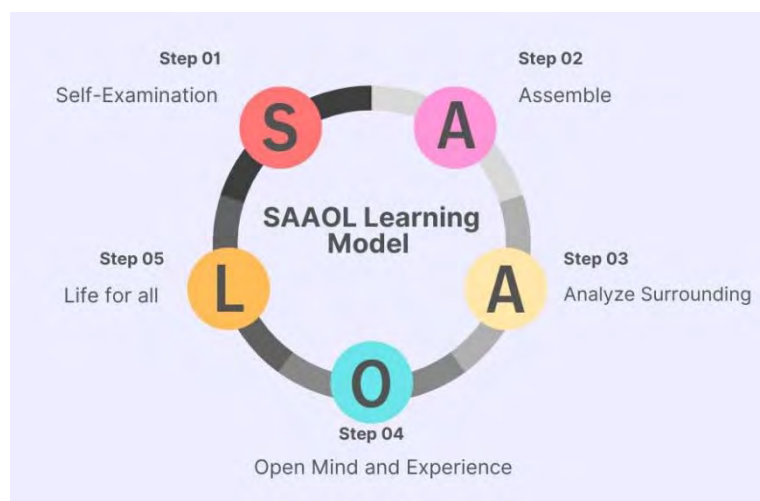 Step 01
Self-Examination
S
Step 02
Assemble
A
SAAOL Learning
Model
Step 03
Analyze Surrounding
A
Step 04
Open Mind and Experience
O
Step 05
Life for all
L